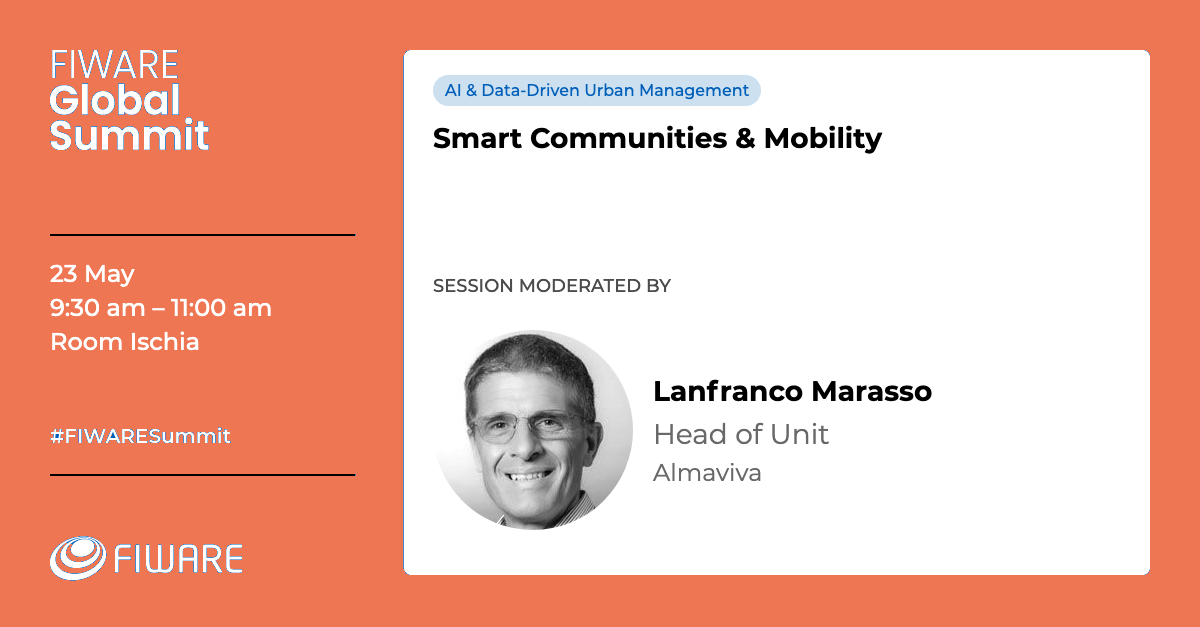 FIWARE
Global
Summit
23 May
9:30 am – 11:00 am
Room Ischia
#FIWARESummit
FIWARE
AI & Data-Driven Urban Management
Smart Communities & Mobility
SESSION MODERATED BY
Lanfranco Marasso
Head of Unit
Almaviva